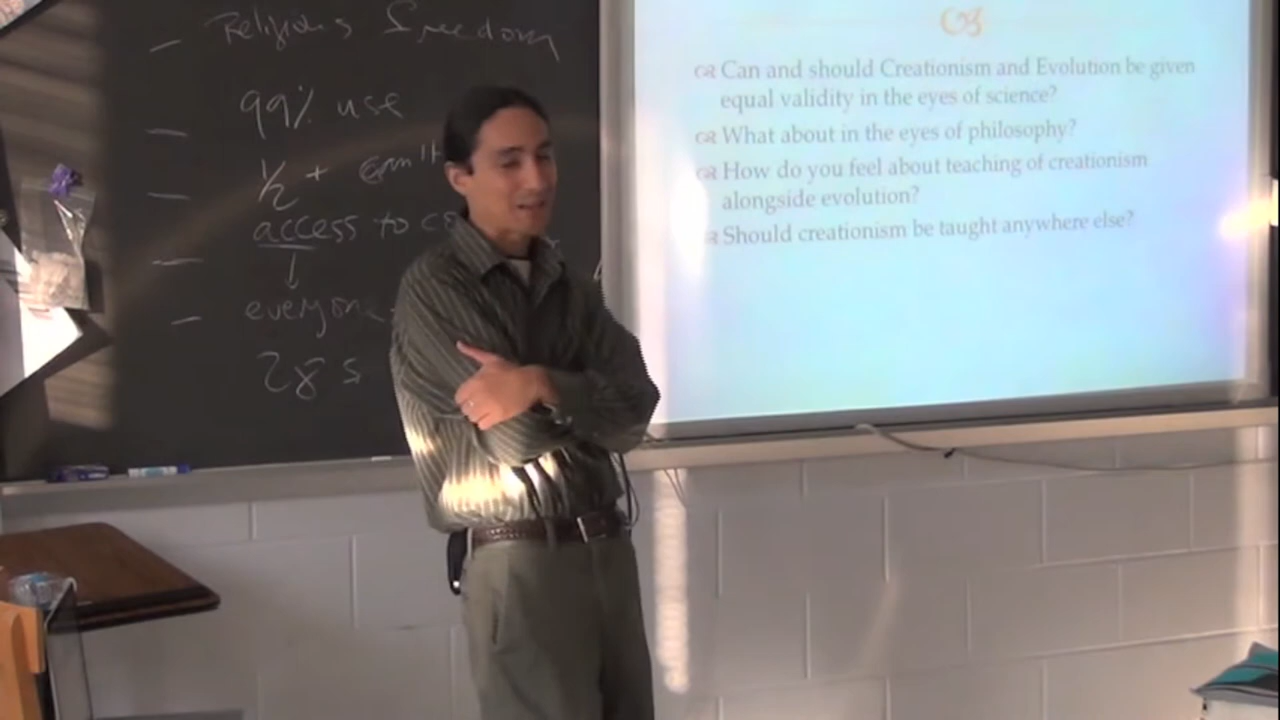 Religious freedom
99% use
1/2 +
access to
everyone
28 s
Can and should Creationism and Evolution be given
equal validity in the eyes of science?
What about in the eyes of philosophy?
How do you feel about teaching of creationism
alongside evolution?
Should creationism be taught anywhere else?